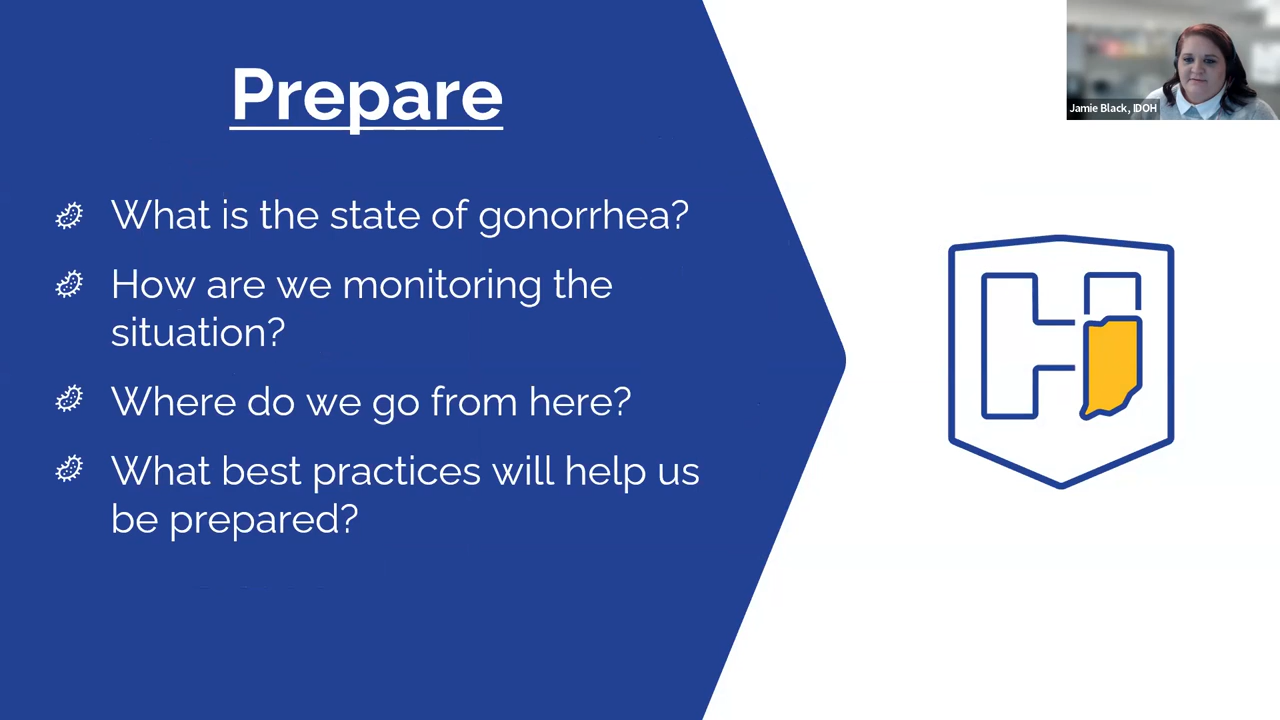 Prepare
What is the state of gonorrhea?
How are we monitoring the
situation?
Where do we go from here?
What best practices will help us
be prepared?
Jamie Black, IDOH
H